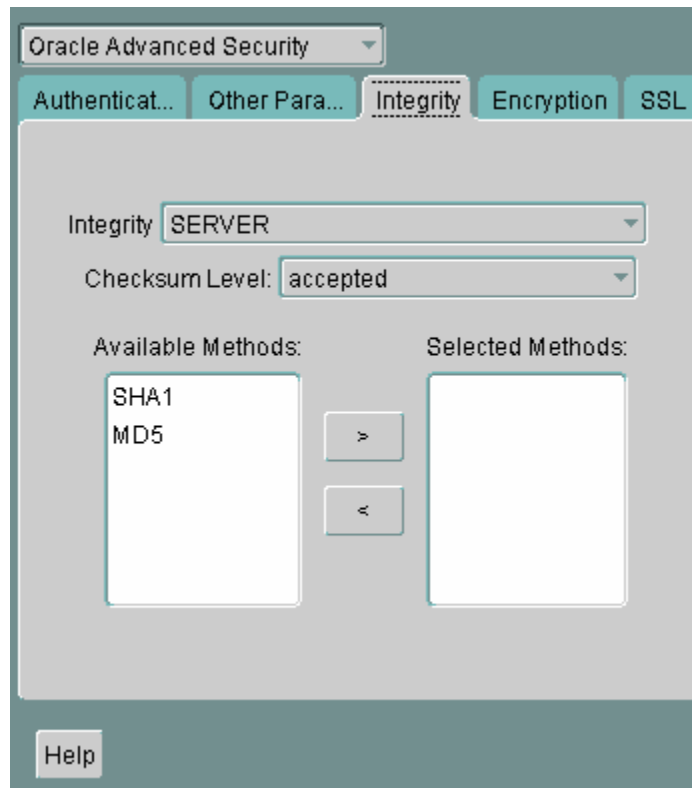 Oracle Advanced Security
Authenticat... Other Para... Integrity Encryption SSL
Integrity SERVER
Checksum Level: accepted
Available Methods: Selected Methods:
SHA1
MD5
>
<
Help